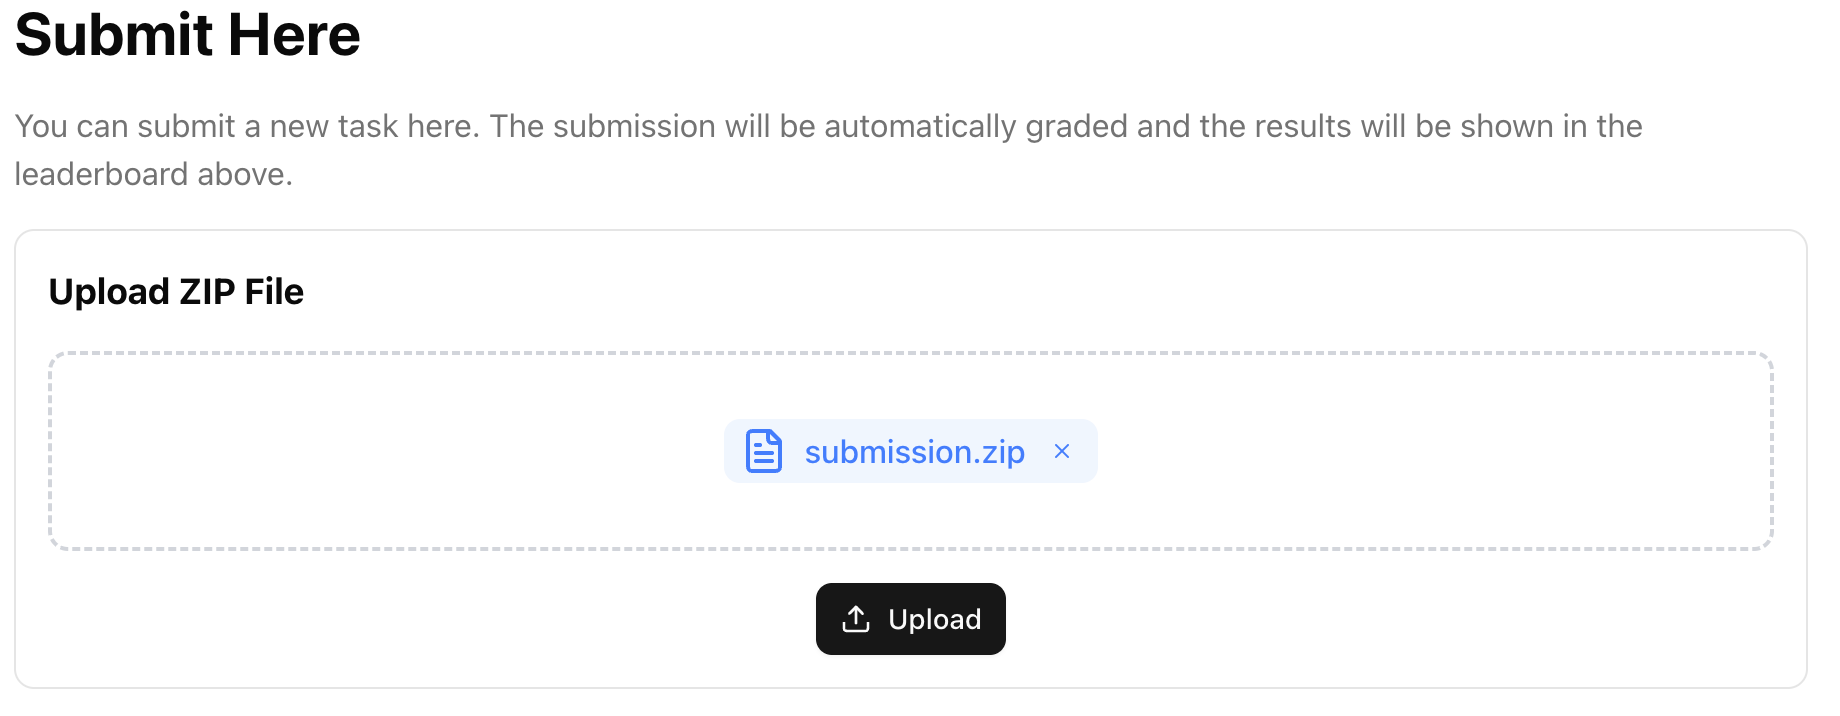 Submit Here
You can submit a new task here. The submission will be automatically graded and the results will be shown in the
leaderboard above.
Upload ZIP File
submission.zip
Upload